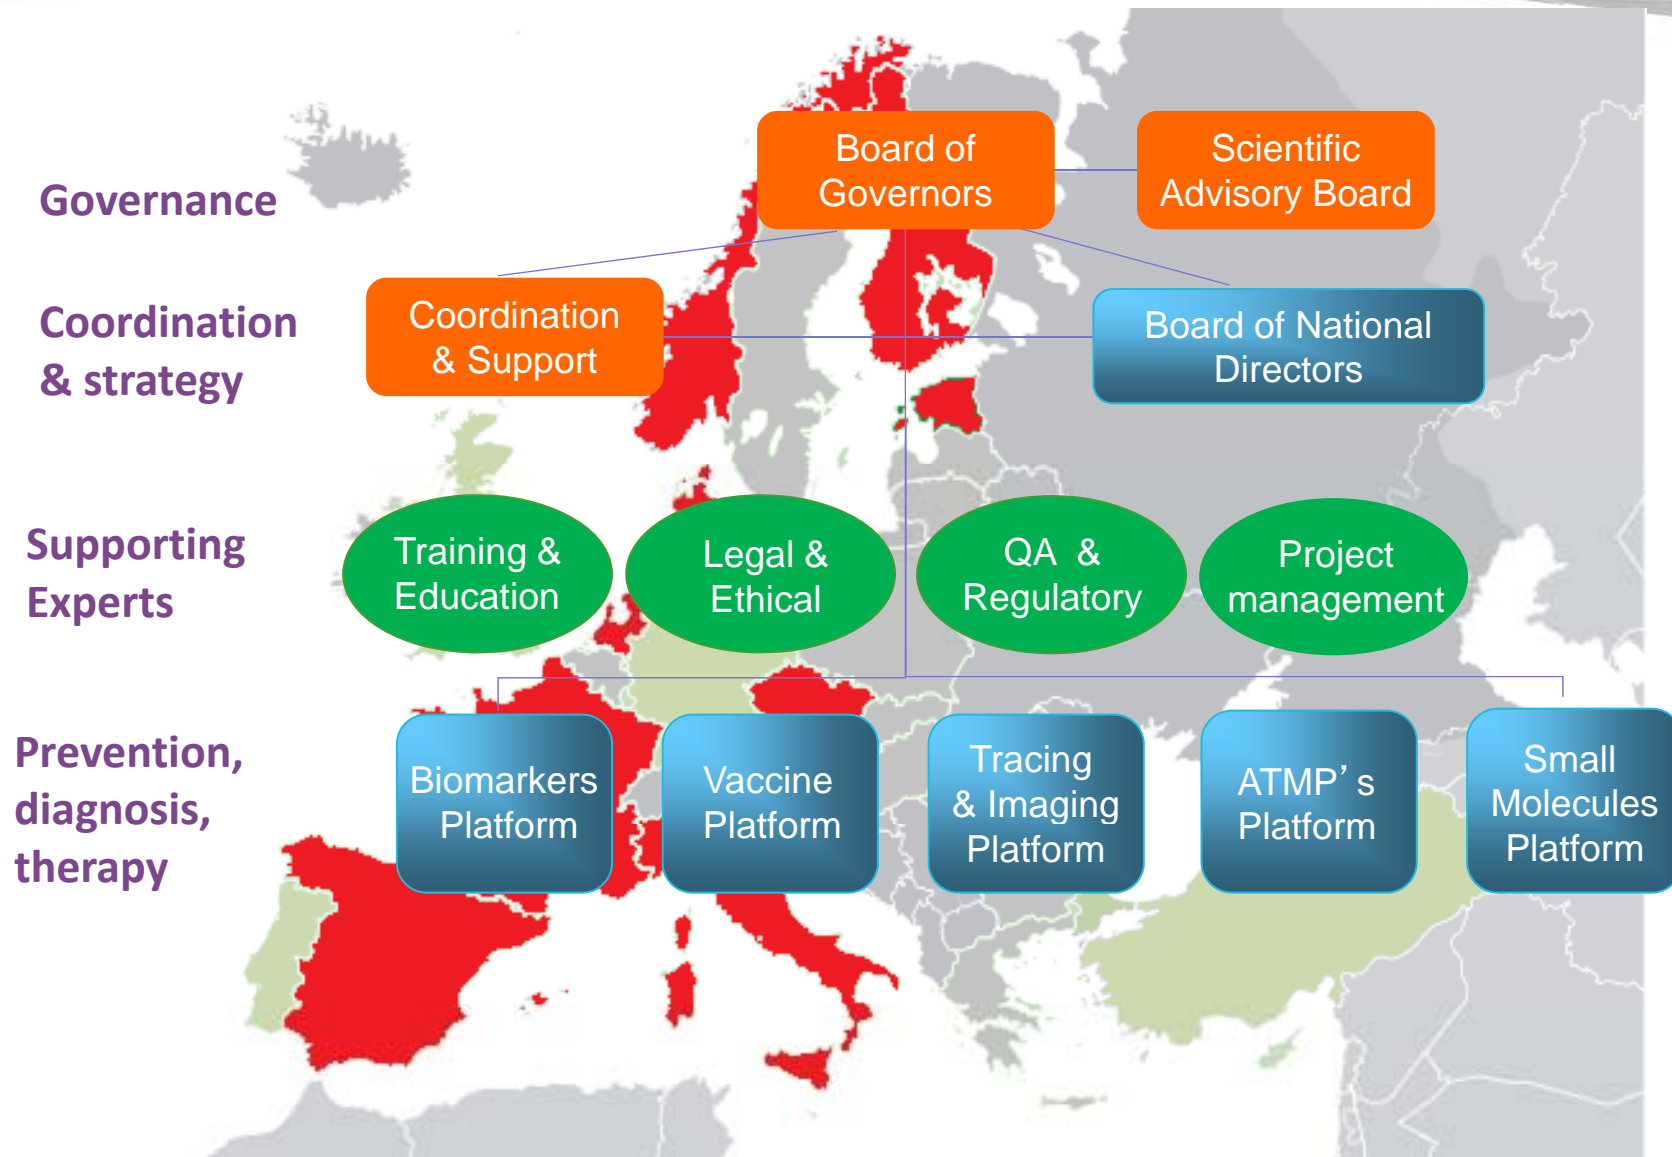 Governance
Board of
Governors
Scientific
Advisory Board
Coordination
& strategy
Coordination
& Support
Board of National
Directors
Supporting
Experts
Training &
Education
Legal &
Ethical
QA &
Regulatory
Project
management
Prevention,
diagnosis,
therapy
Biomarkers
Platform
Vaccine
Platform
Tracing
& Imaging
Platform
ATMP’s
Platform
Small
Molecules
Platform